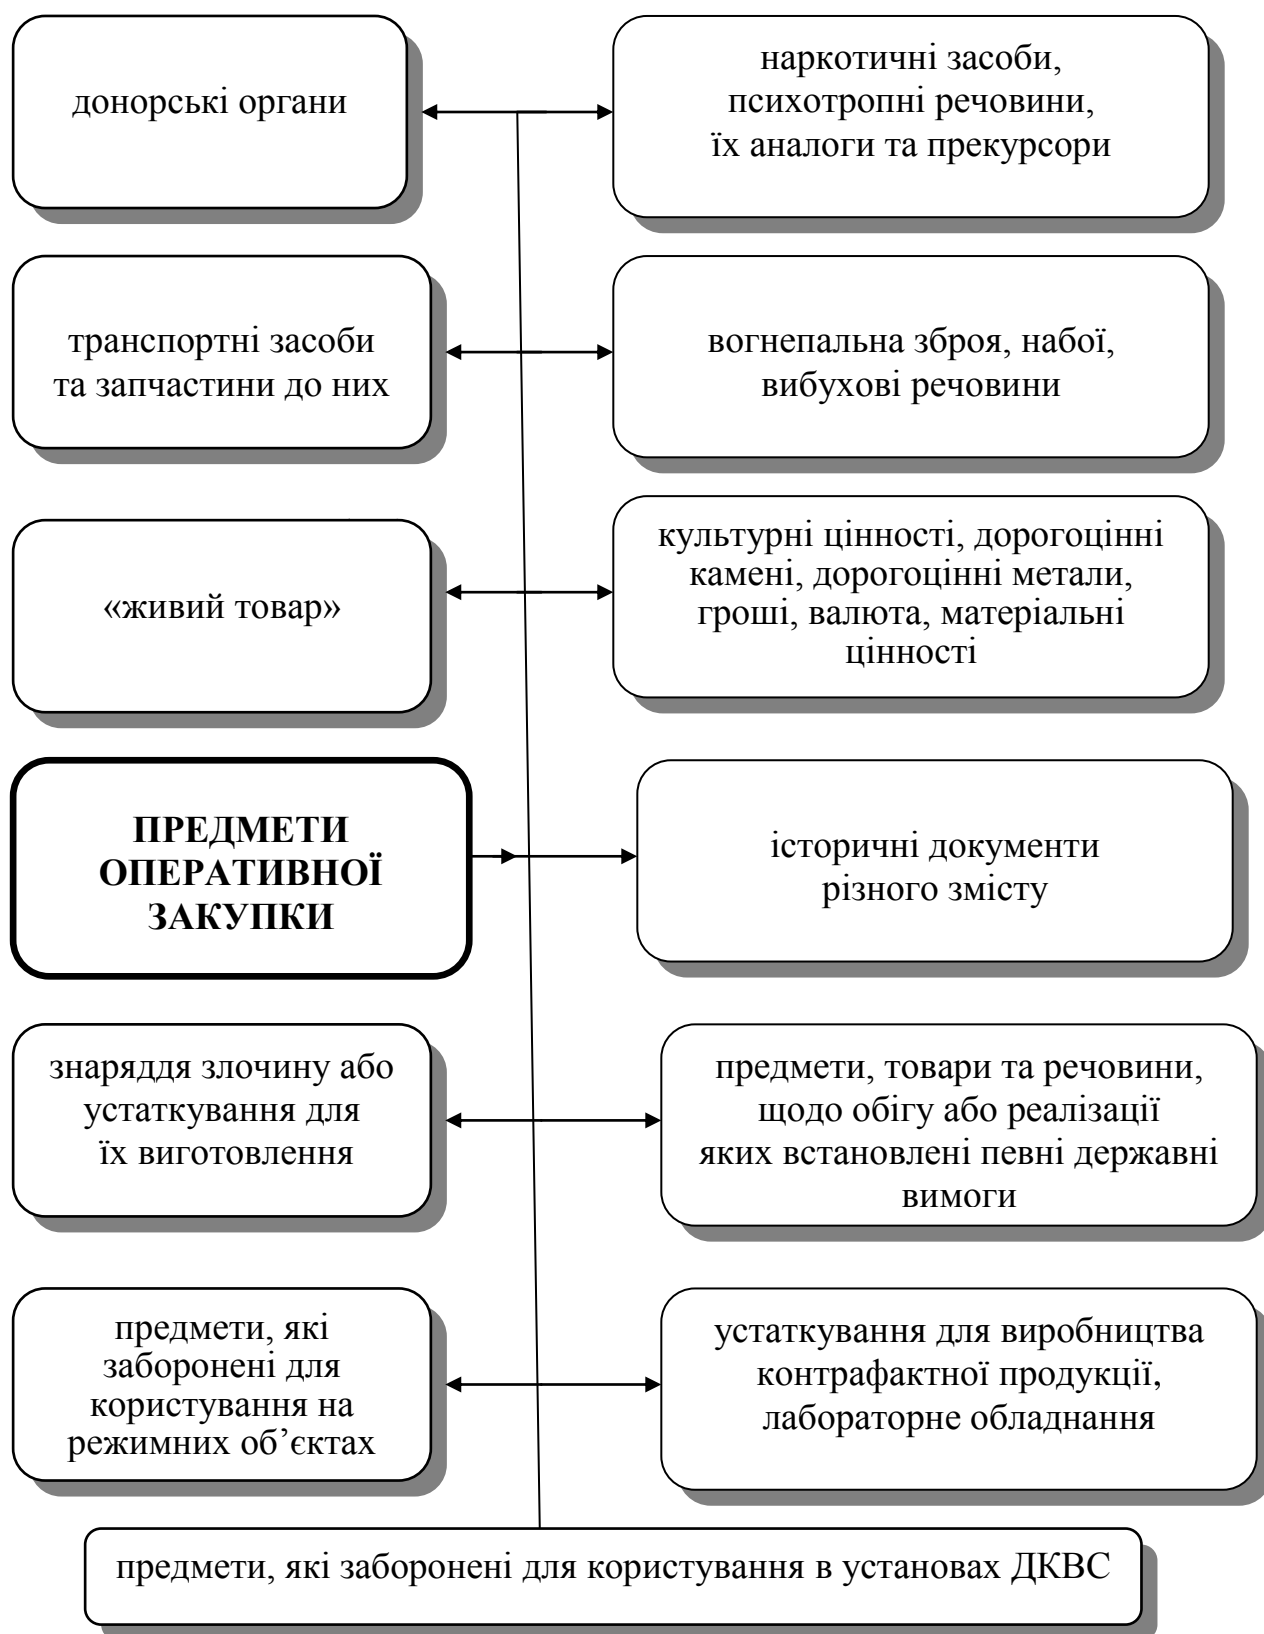 донорські органи
наркотичні засоби,
психотропні речовини,
їх аналоги та прекурсори
транспортні засоби
та запчастини до них
вогнепальна зброя, набої,
вибухові речовини
«живий товар»
культурні цінності, дорогоцінні
камені, дорогоцінні метали,
гроші, валюта, матеріальні
цінності
ПРЕДМЕТИ
ОПЕРАТИВНОЇ
ЗАКУПКИ
історичні документи
різного змісту
знаряддя злочину або
устаткування для
їх виготовлення
предмети, товари та речовини,
щодо обігу або реалізації
яких встановлені певні державні
вимоги
предмети, які
заборонені для
користування на
режимних об’єктах
устаткування для виробництва
контрафактної продукції,
лабораторне обладнання
предмети, які заборонені для користування в установах ДКВС